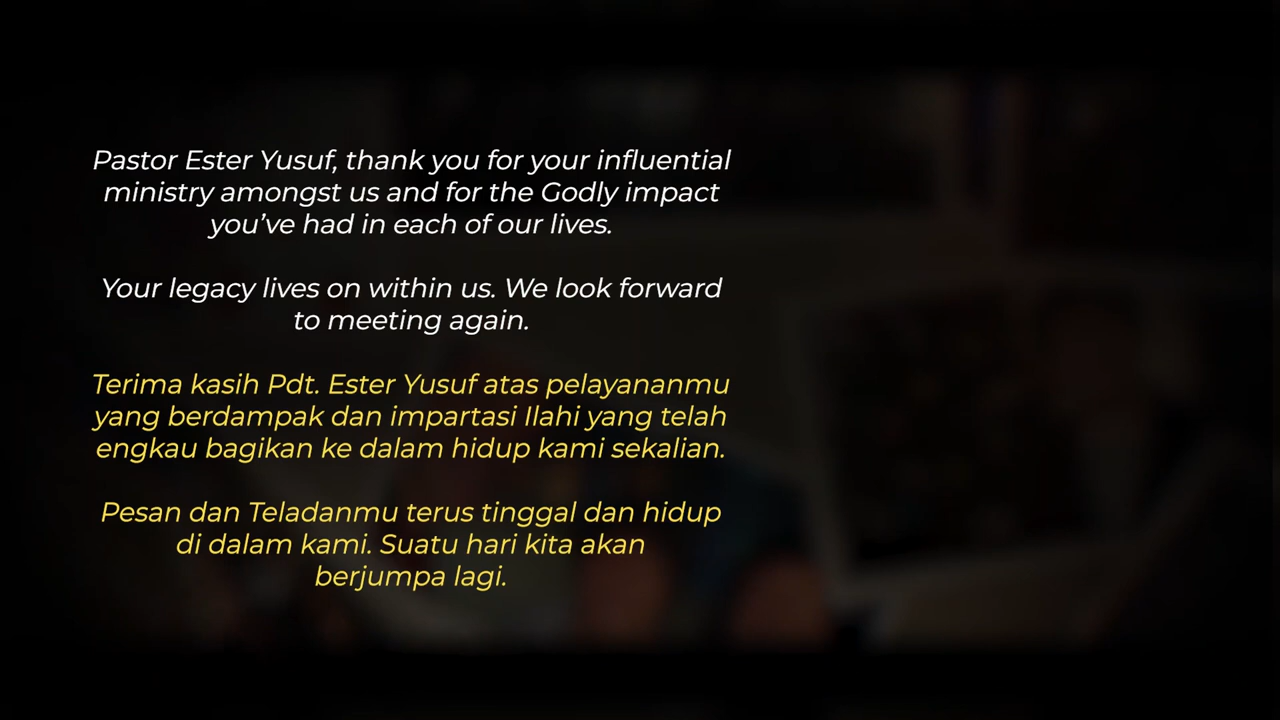 Pastor Ester Yusuf, thank you for your influential
ministry amongst us and for the Godly impact
you’ve had in each of our lives.
Your legacy lives on within us. We look forward
to meeting again.
Terima kasih Pdt. Ester Yusuf atas pelayananmu
yang berdampak dan impartasi Ilahi yang telah
engkau bagikan ke dalam hidup kami sekalian.
Pesan dan Teladanmu terus tinggal dan hidup
di dalam kami. Suatu hari kita akan
berjumpa lagi.